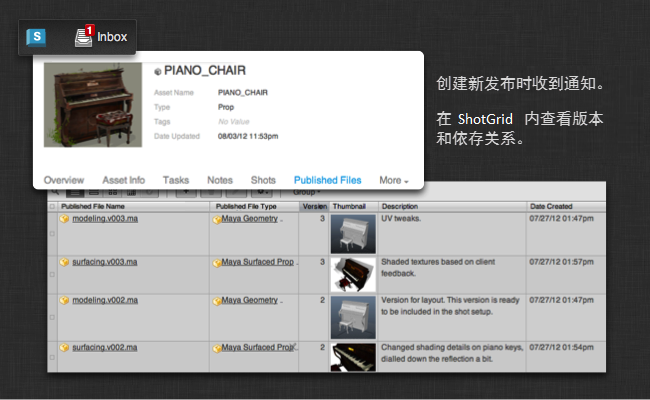 S
1
Inbox
PIANO_CHAIR
Asset Name PIANO_CHAIR
Type Prop
Tags No Value
Date Updated 08/03/12 11:53pm
Overview Asset Info Tasks Notes Shots Published Files More
创建新发布时收到通知。
在 ShotGrid 内查看版本
和依存关系。
Group
Published File Name Published File Type Version Thumbnail Description Date Created
modeling.v003.ma Maya Geometry 3 UV tweaks. 07/27/12 01:47pm
surfacing.v003.ma Maya Surfaced Prop 3 Shaded textures based on client 07/27/12 01:54pm
feedback.
modeling.v002.ma Maya Geometry 2 Version for layout. This version is ready 07/27/12 01:47pm
to be included in the shot setup.
surfacing.v002.ma Maya Surfaced Prop 2 Changed shading details on piano keys, 07/27/12 01:54pm
dialled down the reflection a bit.